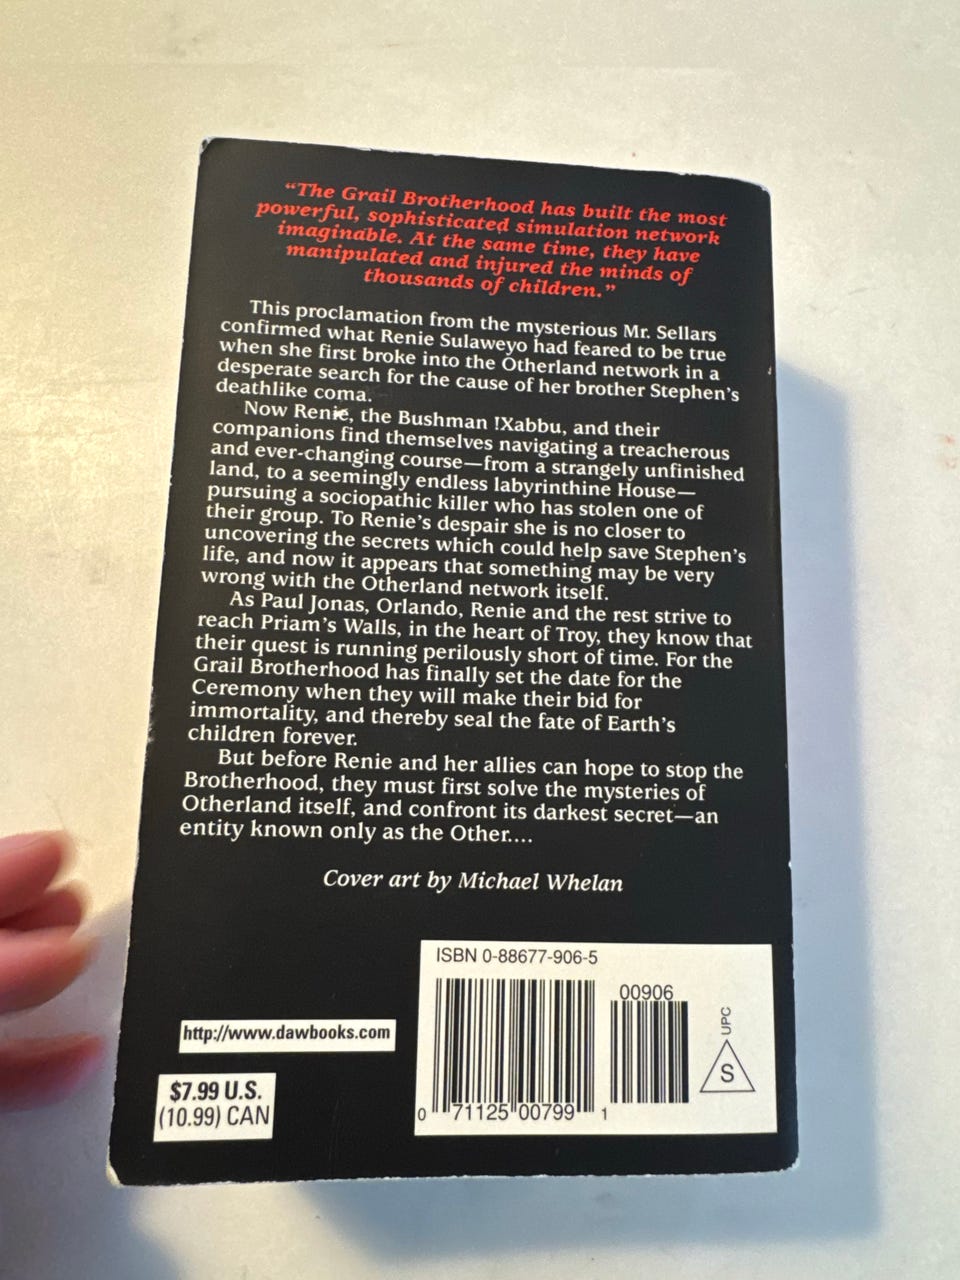 “The Grail Brotherhood has built the most
powerful, sophisticated simulation network
imaginable. At the same time, they have
manipulated and injured the minds of
thousands of children.”
This proclamation from the mysterious Mr. Sellars
confirmed what Renie Sulaweyo had feared to be true
when she first broke into the Otherland network in a
desperate search for the cause of her brother Stephen’s
deathlike coma.
Now Renie, the Bushman !Xabbu, and their
companions find themselves navigating a treacherous
and ever-changing course—from a strangely unfinished
land, to a seemingly endless labyrinthine House—
pursuing a sociopathic killer who has stolen one of
their group. To Renie’s despair she is no closer to
uncovering the secrets which could help save Stephen’s
life, and now it appears that something may be very
wrong with the Otherland network itself.
As Paul Jonas, Orlando, Renie and the rest strive to
reach Priam’s Walls, in the heart of Troy, they know that
their quest is running perilously short of time. For the
Grail Brotherhood has finally set the date for the
Ceremony when they will make their bid for
immortality, and thereby seal the fate of Earth’s
children forever.
But before Renie and her allies can hope to stop the
Brotherhood, they must first solve the mysteries of
Otherland itself, and confront its darkest secret—an
entity known only as the Other....
Cover art by Michael Whelan
ISBN 0-88677-906-5
00906
UPC
S
http://www.dawbooks.com
$7.99 U.S.
(10.99) CAN
0 71125 00799 1